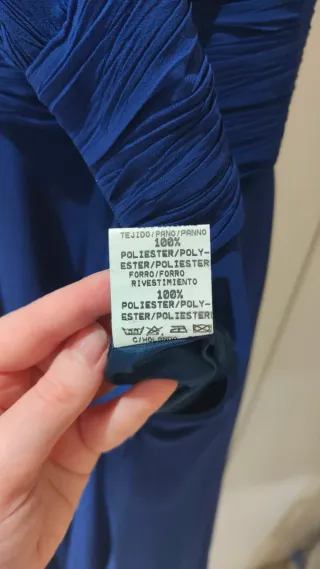 TEJIDO/PANO/PANNO
100%
POLIESTER/POLY-
ESTER/POLIESTER
FORRO/FORRO
RIVESTIMIENTO
100%
POLIESTER/POLY-
ESTER/POLIESTER